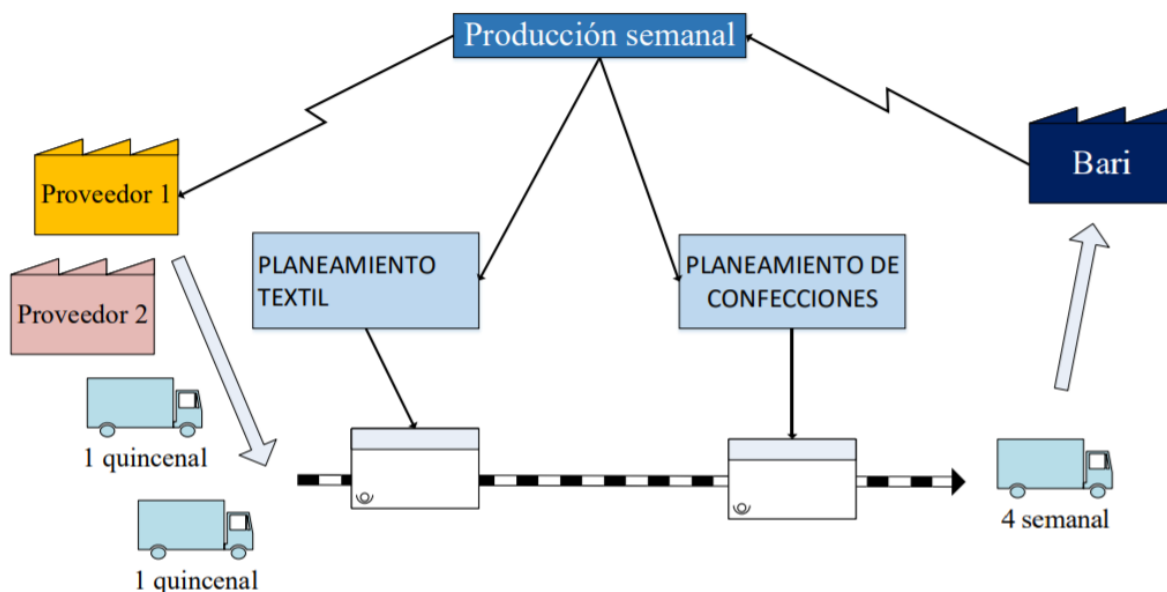 Producción semanal
Bari
Proveedor 1
PLANEAMIENTO
TEXTIL
PLANEAMIENTO DE
CONFECCIONES
Proveedor 2
1 quincenal
4 semanal
1 quincenal